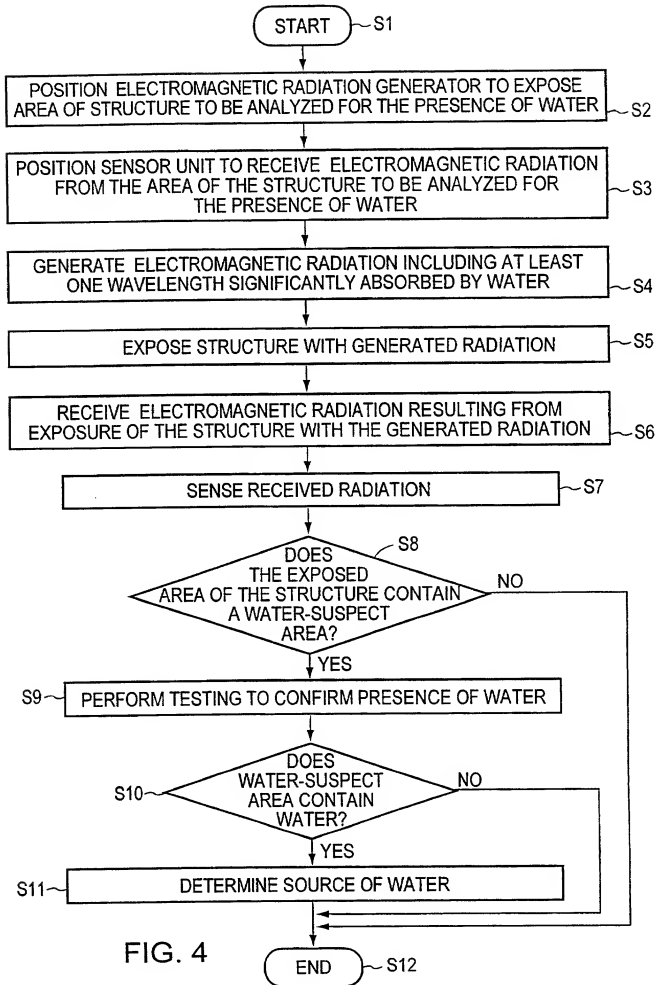 START
S1
POSITION ELECTROMAGNETIC RADIATION GENERATOR TO EXPOSE
AREA OF STRUCTURE TO BE ANALYZED FOR THE PRESENCE OF WATER
S2
POSITION SENSOR UNIT TO RECEIVE ELECTROMAGNETIC RADIATION
FROM THE AREA OF THE STRUCTURE TO BE ANALYZED FOR
THE PRESENCE OF WATER
S3
GENERATE ELECTROMAGNETIC RADIATION INCLUDING AT LEAST
ONE WAVELENGTH SIGNIFICANTLY ABSORBED BY WATER
S4
EXPOSE STRUCTURE WITH GENERATED RADIATION
S5
RECEIVE ELECTROMAGNETIC RADIATION RESULTING FROM
EXPOSURE OF THE STRUCTURE WITH THE GENERATED RADIATION
S6
SENSE RECEIVED RADIATION
S7
S8
DOES
THE EXPOSED
AREA OF THE STRUCTURE CONTAIN
A WATER-SUSPECT
AREA?
NO
YES
S9
PERFORM TESTING TO CONFIRM PRESENCE OF WATER
S10
DOES
WATER-SUSPECT
AREA CONTAIN
WATER?
NO
YES
S11
DETERMINE SOURCE OF WATER
FIG. 4
END
S12